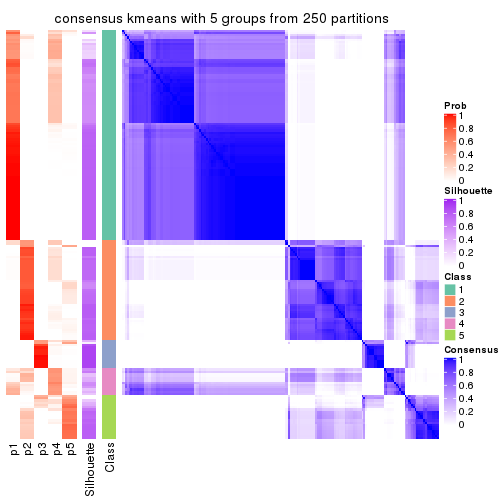 consensus kmeans with 5 groups from 250 partitions
Prob
1
0.8
0.6
0.4
0.2
0
Silhouette
1
0.8
0.6
0.4
0.2
0
Class
1
2
3
4
5
Consensus
1
0.8
0.6
0.4
0.2
0
p1
p2
p3
p4
p5
Silhouette
Class